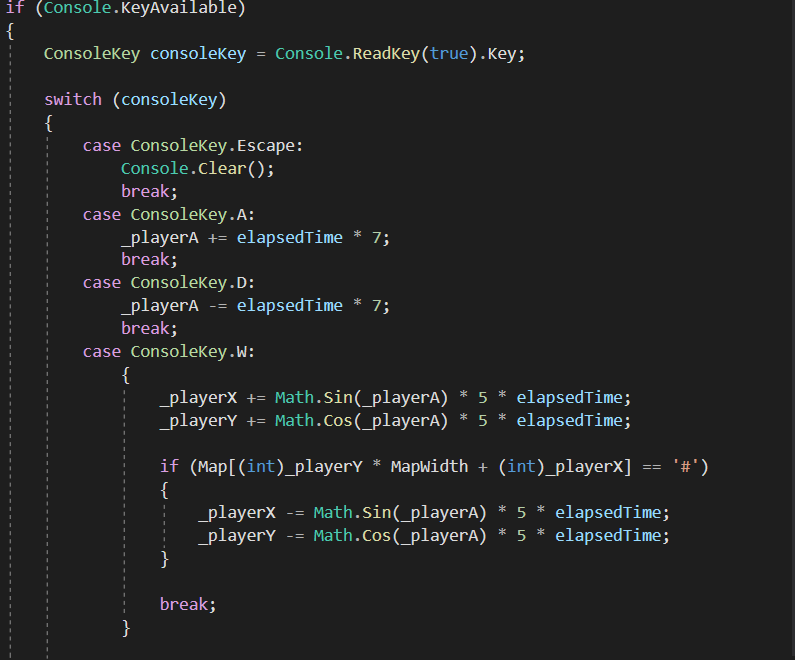 if (Console.KeyAvailable)
{
    ConsoleKey consoleKey = Console.ReadKey(true).Key;

    switch (consoleKey)
    {
        case ConsoleKey.Escape:
            Console.Clear();
            break;
        case ConsoleKey.A:
            _playerA += elapsedTime * 7;
            break;
        case ConsoleKey.D:
            _playerA -= elapsedTime * 7;
            break;
        case ConsoleKey.W:
            {
                _playerX += Math.Sin(_playerA) * 5 * elapsedTime;
                _playerY += Math.Cos(_playerA) * 5 * elapsedTime;

                if (Map[(int)_playerY * MapWidth + (int)_playerX] == '#')
                {
                    _playerX -= Math.Sin(_playerA) * 5 * elapsedTime;
                    _playerY -= Math.Cos(_playerA) * 5 * elapsedTime;
                }

                break;
            }